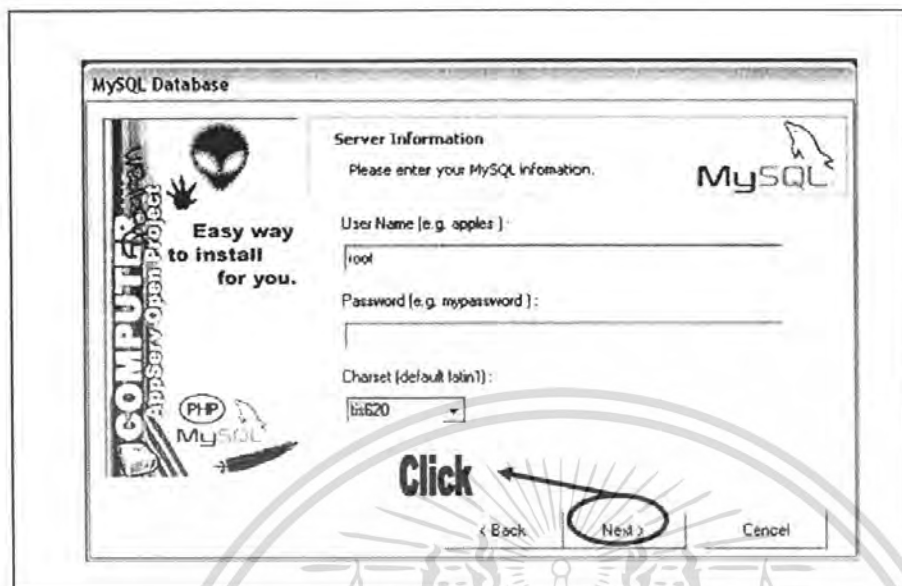 MySQL Database
Server Information
Please enter your MySQL infomation.
MySQL
Easy way
to install
for you.
COMPUTER
AppServ Open Project
PHP
MySQL
User Name (e.g. apples ) :
root
Password (e.g. mypassword ) :
Charset (default latin1) :
tis620
Click
< Back
Next >
Cancel